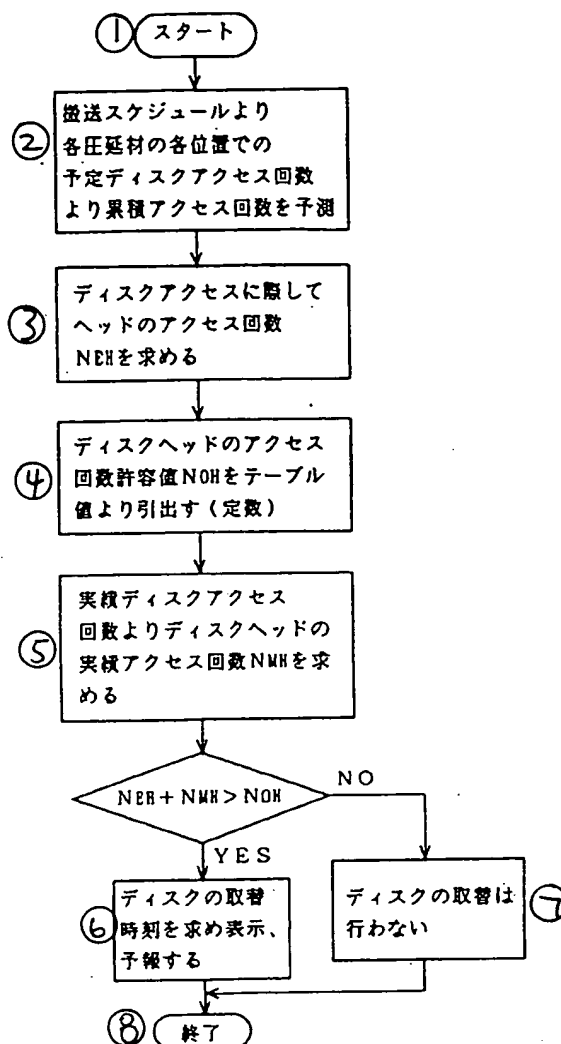 ① スタート
② 搬送スケジュールより
各圧延材の各位置での
予定ディスクアクセス回数
より累積アクセス回数を予測
③ ディスクアクセスに際して
ヘッドのアクセス回数
NEHを求める
④ ディスクヘッドのアクセス
回数許容値NOHをテーブル
値より引出す(定数)
⑤ 実績ディスクアクセス
回数よりディスクヘッドの
実績アクセス回数NMHを求
める
NEH+NMH>NOH
NO
YES
⑥ ディスクの取替
時刻を求め表示、
予報する
ディスクの取替は
行わない
⑦
⑧ 終了